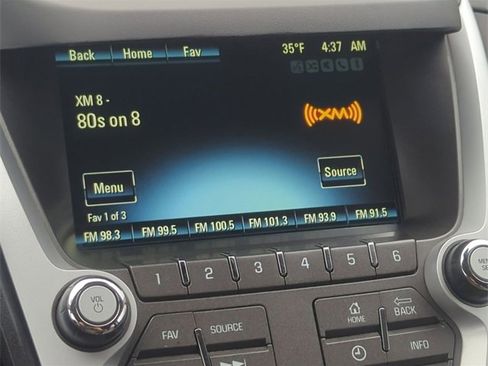 Back Home Fav 35°F 4:37 AM
XM 8 -
80s on 8
((XM))
Menu
Source
Fav 1 of 3
FM 98.3 FM 99.5 FM 100.5 FM 101.3 FM 93.9 FM 91.5
1 2 3 4 5 6
VOL
HOME
BACK
FAV SOURCE
INFO